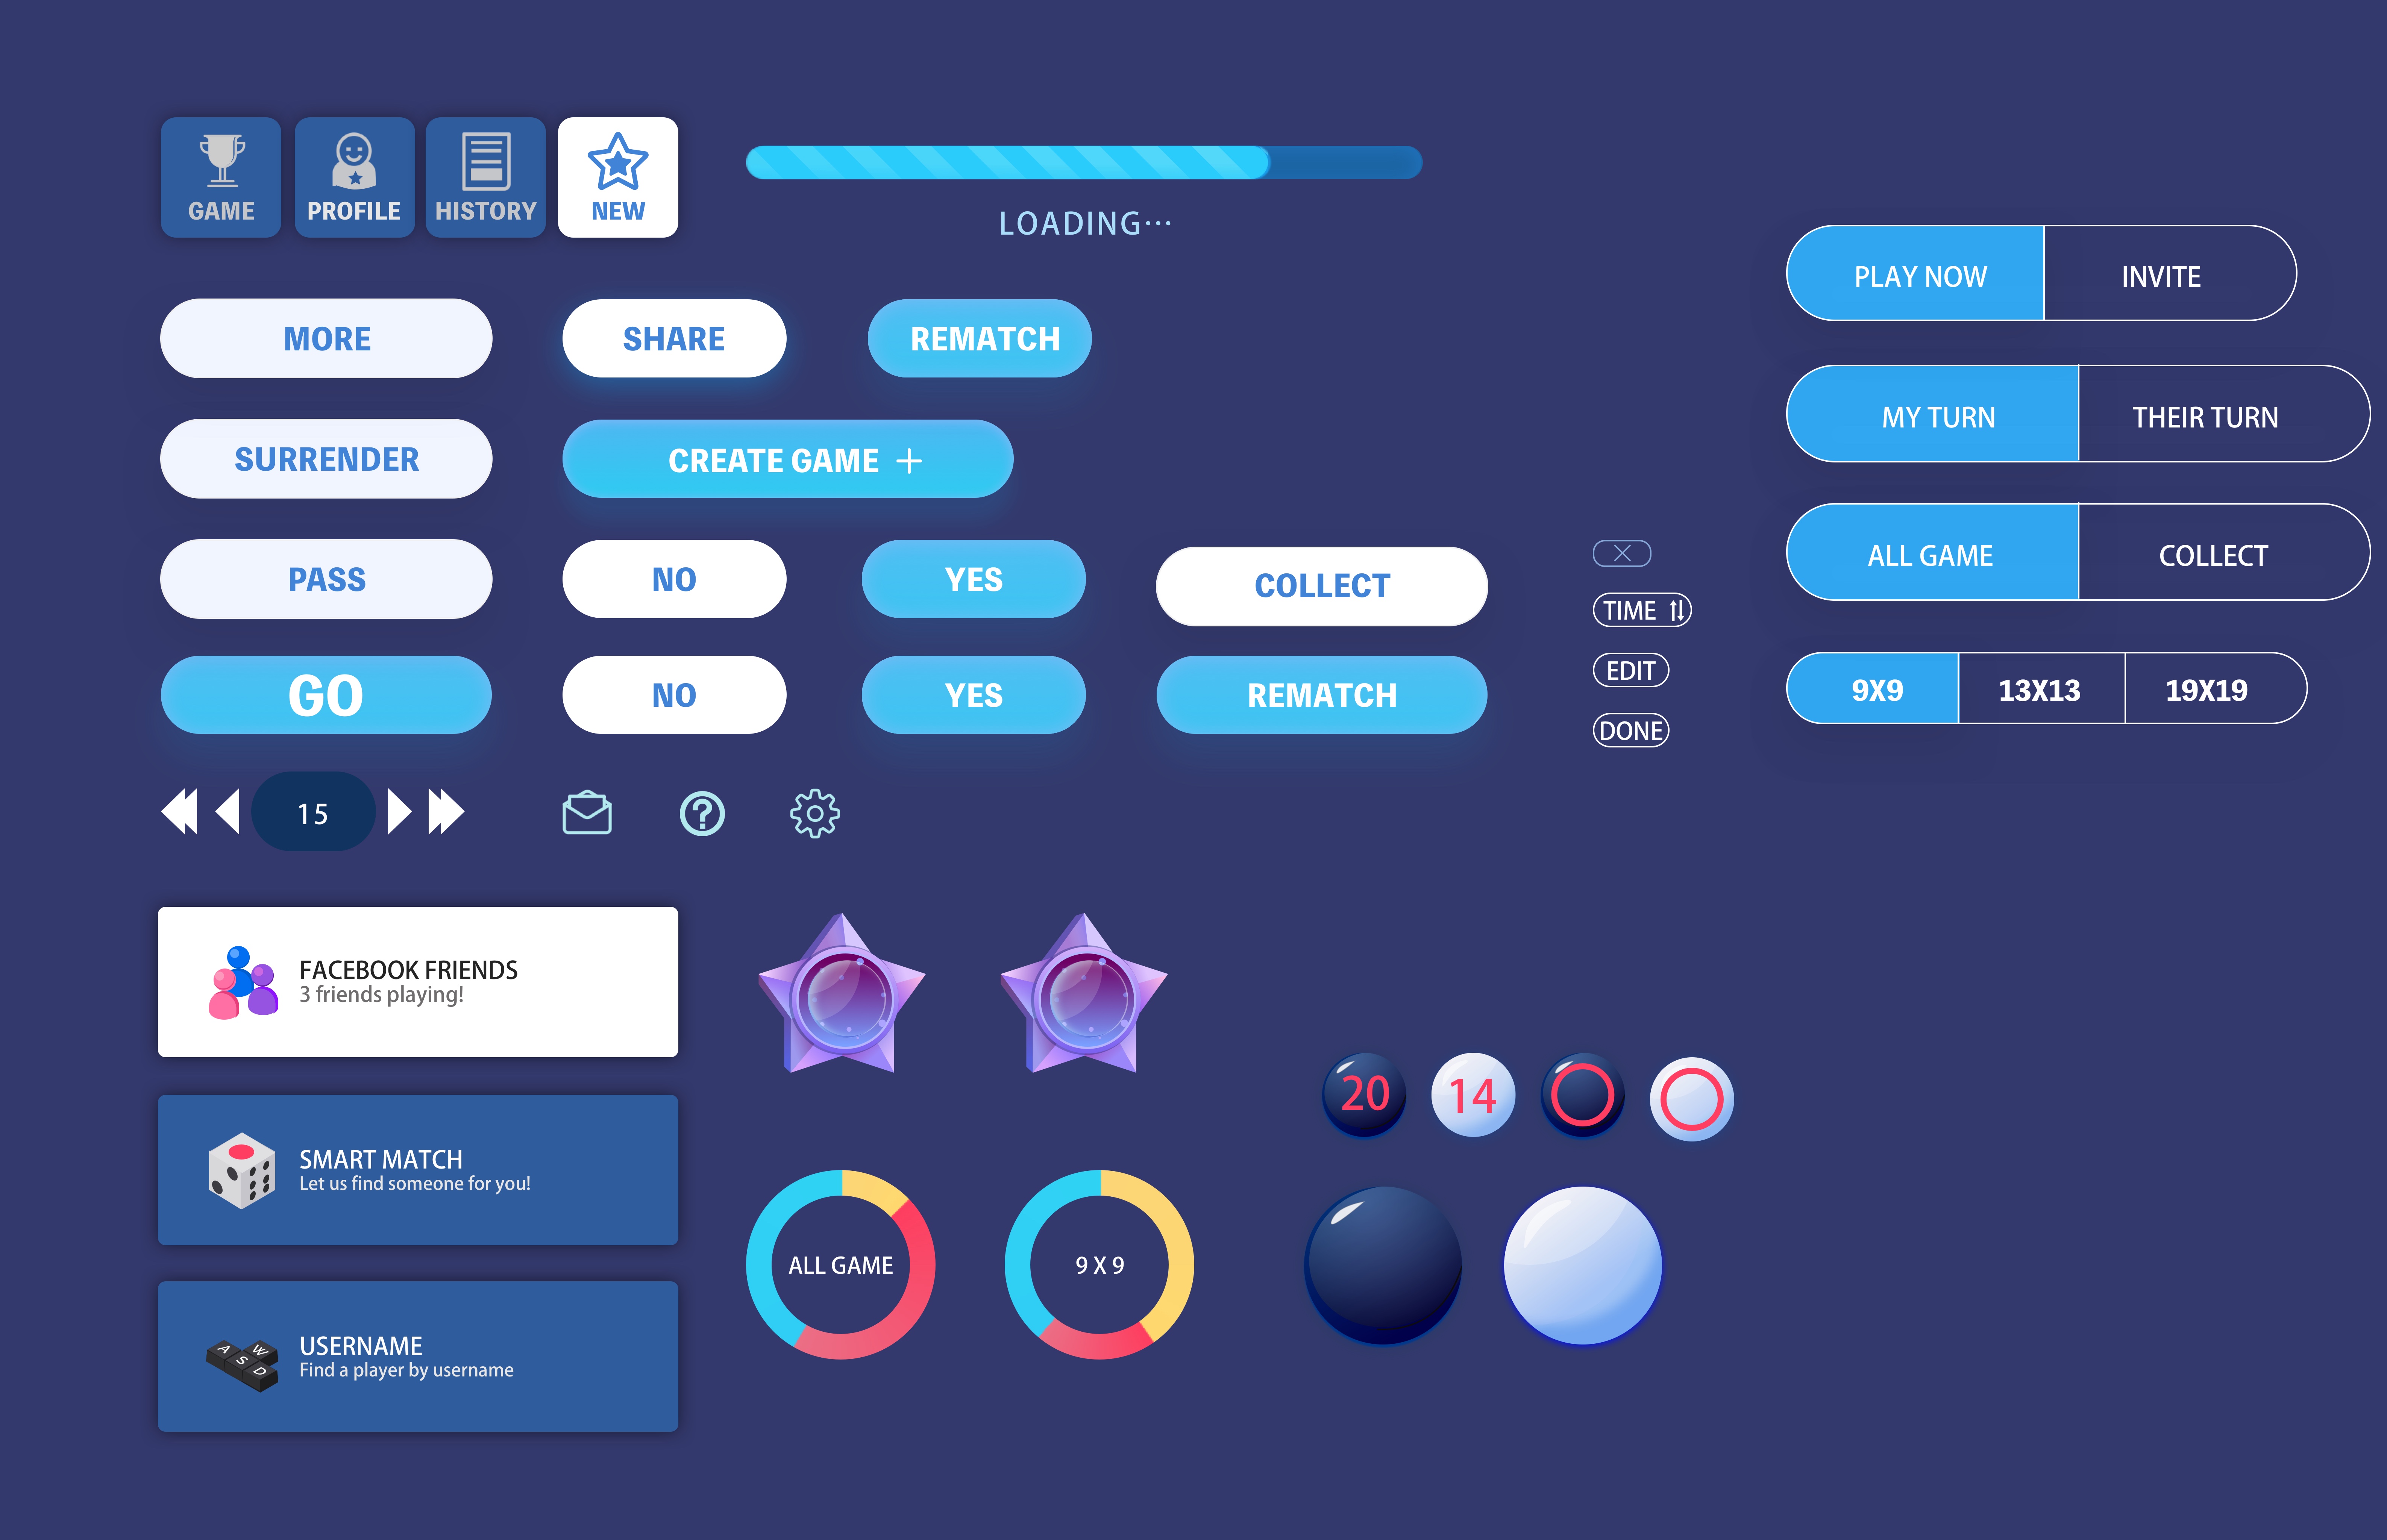 GAME
PROFILE
HISTORY
NEW
LOADING···
PLAY NOW
INVITE
MORE
SHARE
REMATCH
MY TURN
THEIR TURN
SURRENDER
CREATE GAME +
ALL GAME
COLLECT
PASS
NO
YES
COLLECT
TIME
EDIT
DONE
9X9
13X13
19X19
GO
NO
YES
REMATCH
15
?
FACEBOOK FRIENDS
3 friends playing!
SMART MATCH
Let us find someone for you!
USERNAME
Find a player by username
W
A
S
D
20
14
ALL GAME
9 X 9